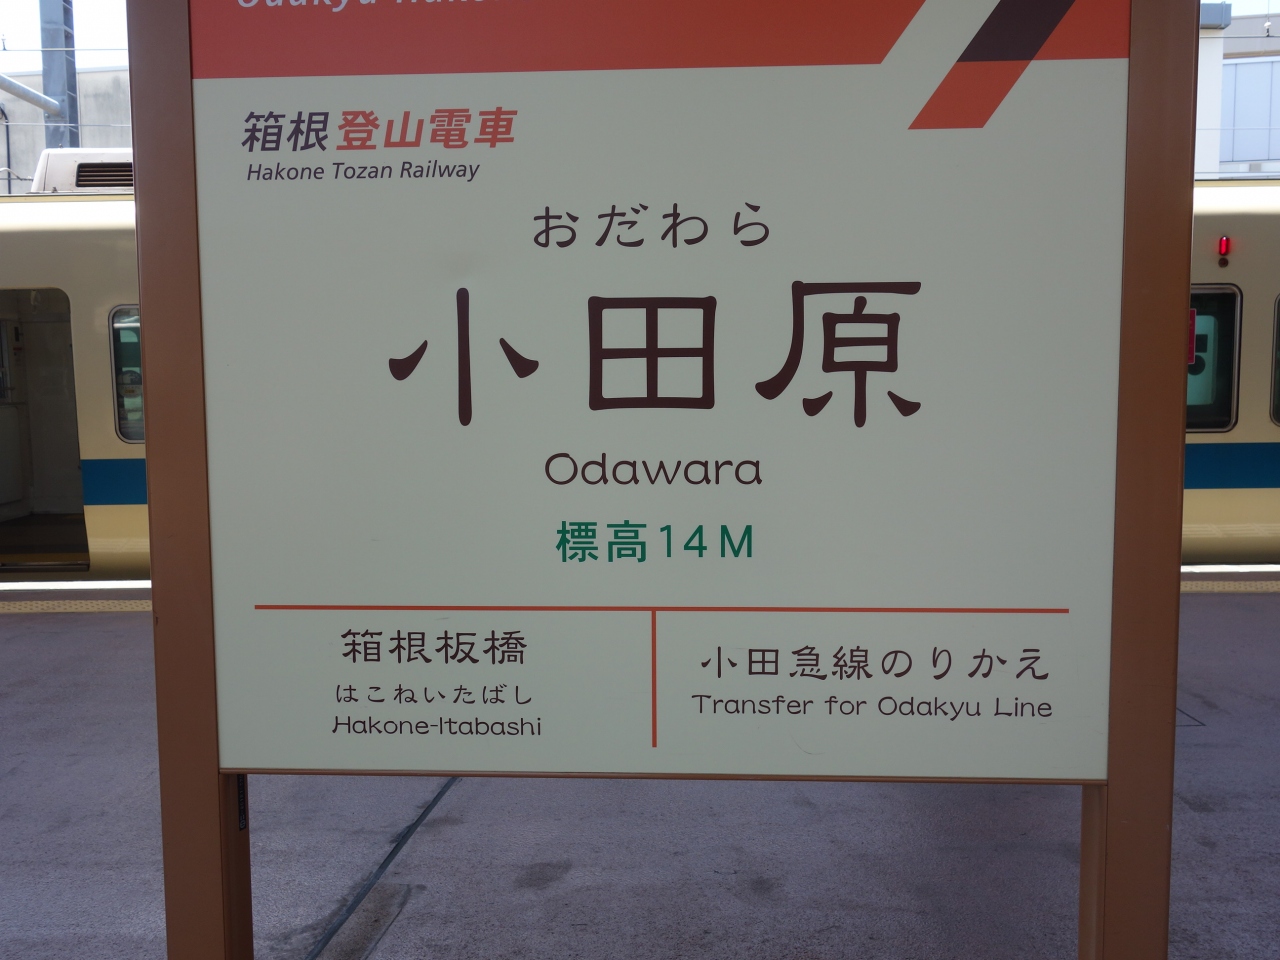 箱根登山電車
Hakone Tozan Railway
おだわら
小田原
Odawara
標高14M
箱根板橋
はこねいたばし
Hakone-Itabashi
小田急線のりかえ
Transfer for Odakyu Line